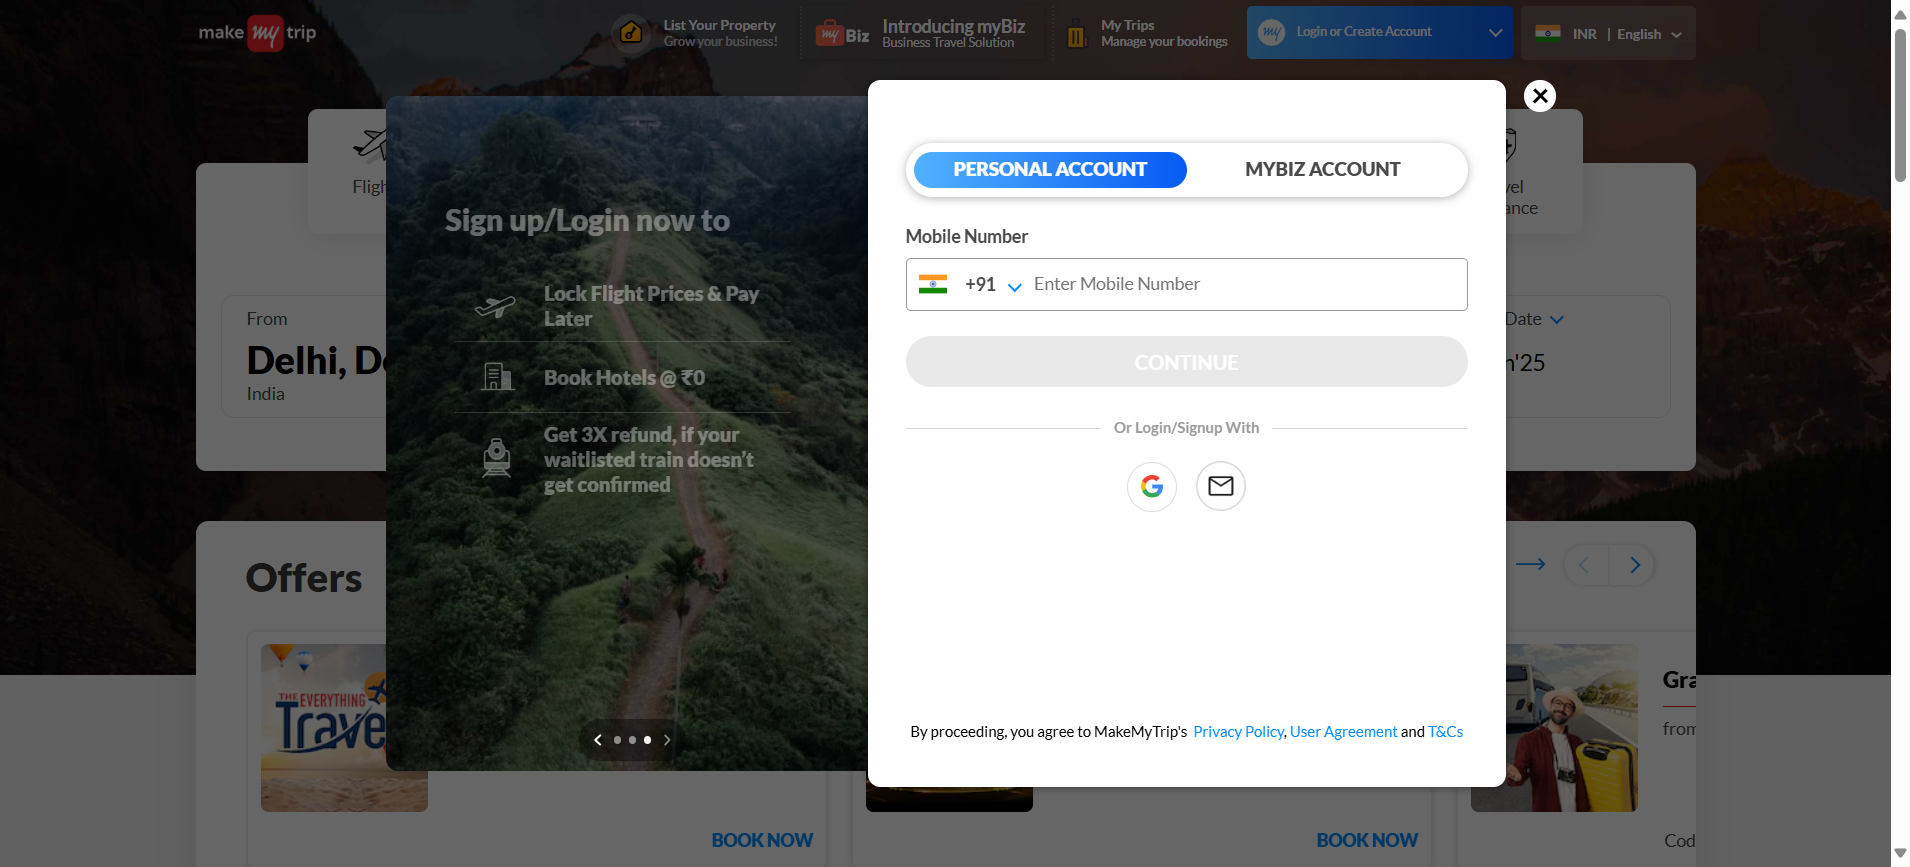 make my trip
List Your Property
Grow your business!
my Biz
Introducing myBiz
Business Travel Solution
My Trips
Manage your bookings
my
Login or Create Account
INR | English
Sign up/Login now to
Lock Flight Prices & Pay
Later
Book Hotels @ ₹0
Get 3X refund, if your
waitlisted train doesn't
get confirmed
PERSONAL ACCOUNT
MYBIZ ACCOUNT
Mobile Number
+91
Enter Mobile Number
CONTINUE
Or Login/Signup With
By proceeding, you agree to MakeMyTrip's Privacy Policy, User Agreement and T&Cs
From
Delhi, De
India
Date
'25
Offers
THE EVERYTHING
Trave
BOOK NOW
BOOK NOW
Gra
from
Cod